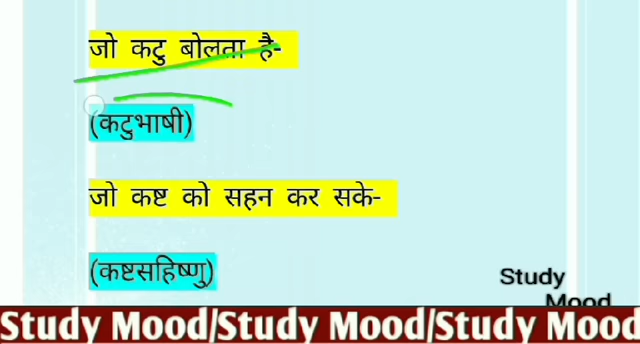 जो कटु बोलता है-
(कटुभाषी)
जो कष्ट को सहन कर सके-
(कष्टसहिष्णु)
Study
Mood
Study Mood/Study Mood/Study Mood